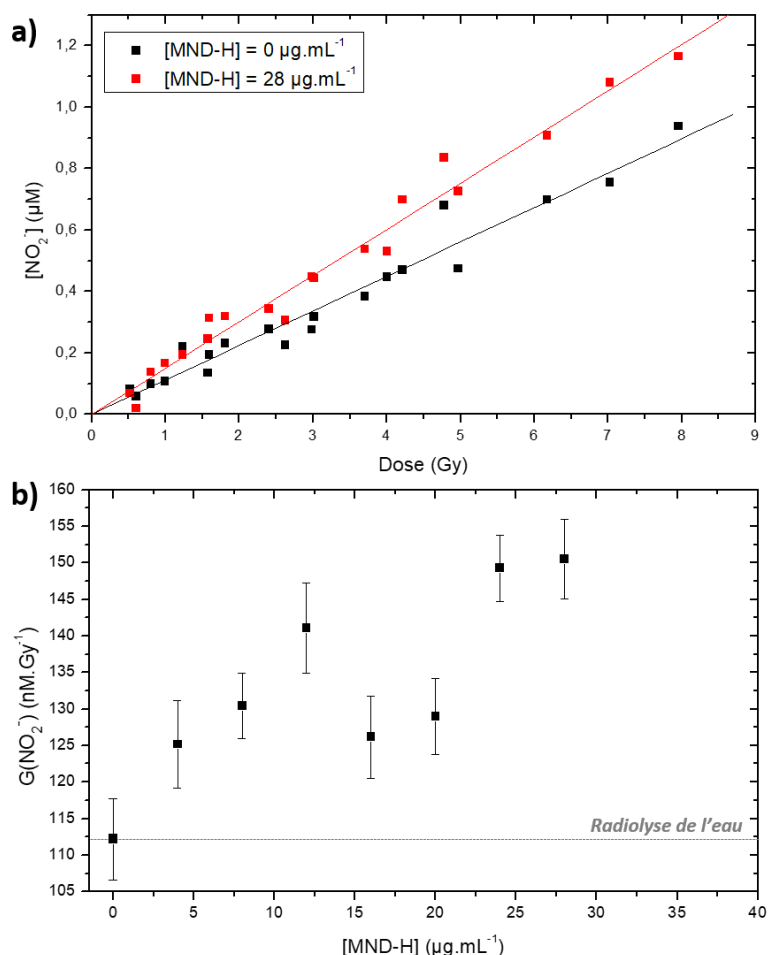 a)
[MND-H] = 0 µg.mL⁻¹
[MND-H] = 28 µg.mL⁻¹
1,2
1,0
0,8
0,6
0,4
0,2
0,0
[NO₂⁻] (µM)
0 1 2 3 4 5 6 7 8 9
Dose (Gy)
b)
160
155
150
145
140
135
130
125
120
115
110
105
G(NO₂⁻) (nM.Gy⁻¹)
Radiolyse de l'eau
0 5 10 15 20 25 30 35 40
[MND-H] (µg.mL⁻¹)